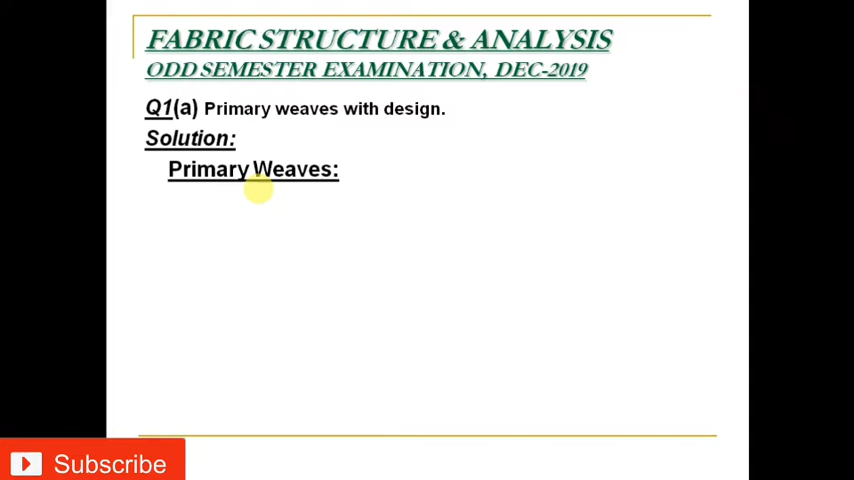 FABRIC STRUCTURE & ANALYSIS
ODD SEMESTER EXAMINATION, DEC-2019
Q1(a) Primary weaves with design.
Solution:
Primary Weaves:
Subscribe